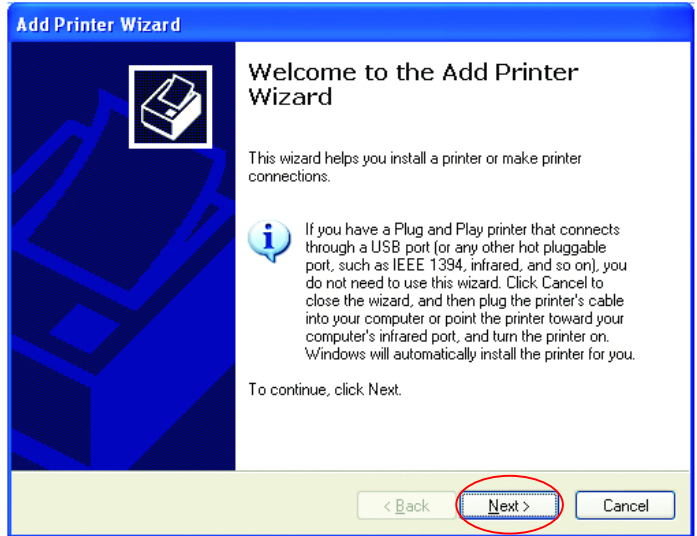 Add Printer Wizard
Welcome to the Add Printer
Wizard
This wizard helps you install a printer or make printer
connections.
If you have a Plug and Play printer that connects
through a USB port (or any other hot pluggable
port, such as IEEE 1394, infrared, and so on), you
do not need to use this wizard. Click Cancel to
close the wizard, and then plug the printer's cable
into your computer or point the printer toward your
computer's infrared port, and turn the printer on.
Windows will automatically install the printer for you.
To continue, click Next.
< Back Next > Cancel